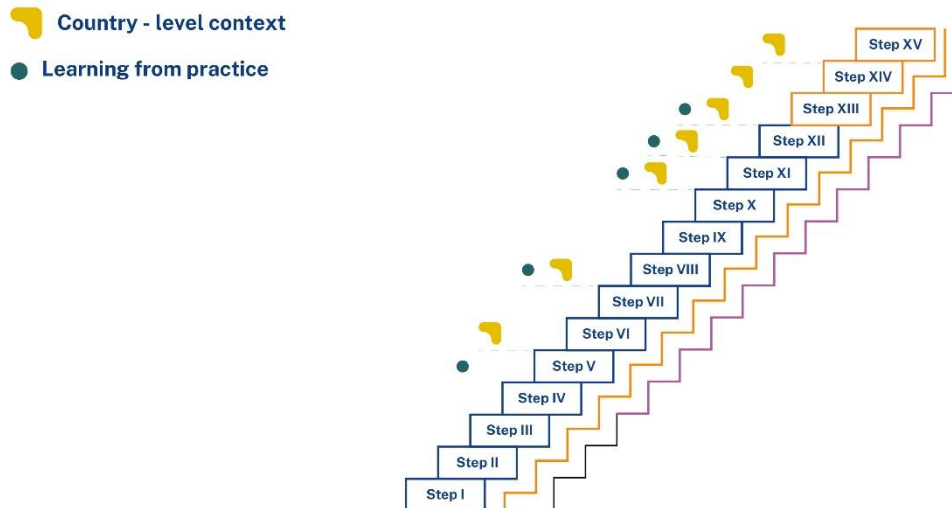 Country - level context
Learning from practice
Step XV
Step XIV
Step XIII
Step XII
Step XI
Step X
Step IX
Step VIII
Step VII
Step VI
Step V
Step IV
Step III
Step II
Step I